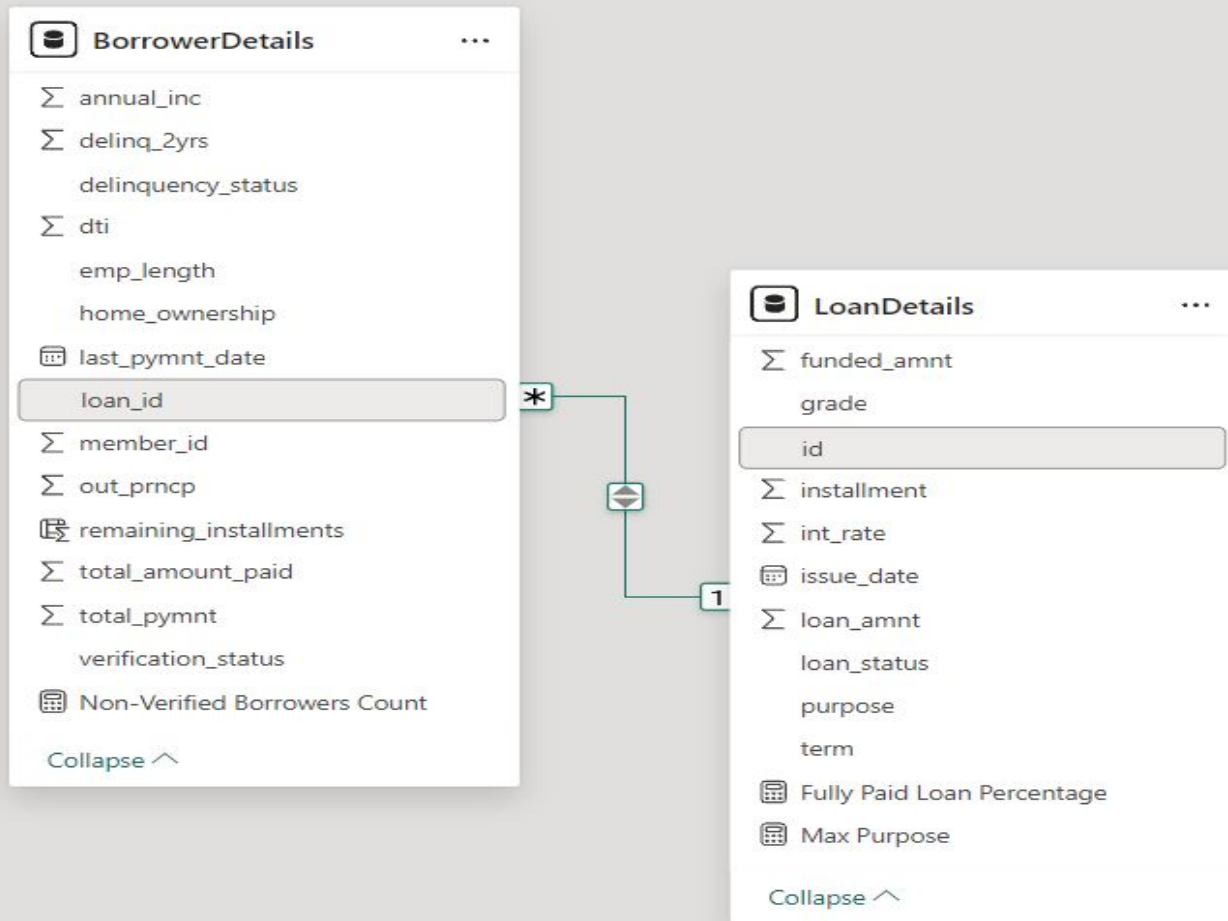 BorrowerDetails
annual_inc
delinq_2yrs
delinquency_status
dti
emp_length
home_ownership
last_pymnt_date
loan_id
member_id
out_prncp
remaining_installments
total_amount_paid
total_pymnt
verification_status
Non-Verified Borrowers Count
Collapse
*
1
LoanDetails
funded_amnt
grade
id
installment
int_rate
issue_date
loan_amnt
loan_status
purpose
term
Fully Paid Loan Percentage
Max Purpose
Collapse